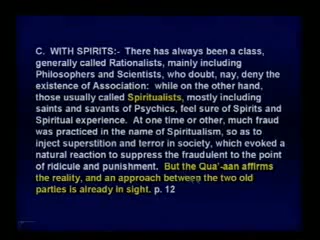 C. WITH SPIRITS:- There has always been a class,
generally called Rationalists, mainly including
Philosophers and Scientists, who doubt, nay, deny the
existence of Association: while on the other hand,
those usually called Spiritualists, mostly including
saints and savants of Psychics, feel sure of Spirits and
Spiritual experience. At one time or other, much fraud
was practiced in the name of Spiritualism, so as to
inject superstition and terror in society, which evoked a
natural reaction to suppress the fraudulent to the point
of ridicule and punishment. But the Qua'-aan affirms
the reality, and an approach between the two old
parties is already in sight. p. 12